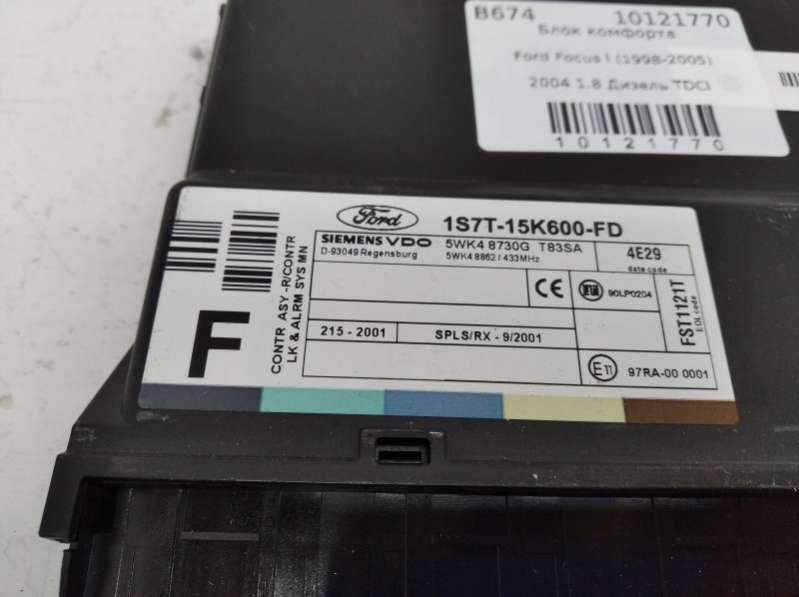 B674 10121770
Блок комфорта
Ford Focus I (1998-2005)
2004 1.8 Дизель TDCI
10121770
Ford
1S7T-15K600-FD
SIEMENS VDO 5WK4 8730G T83SA
D-93049 Regensburg 5WK4 8862 / 433MHz
4E29
date code
CE
90LP0204
FST1121T
EOL code
215 - 2001 SPLS/RX - 9/2001
E11 97RA-00 0001
F
CONTR ASY -R/CONTR
LK & ALRM SYS MN